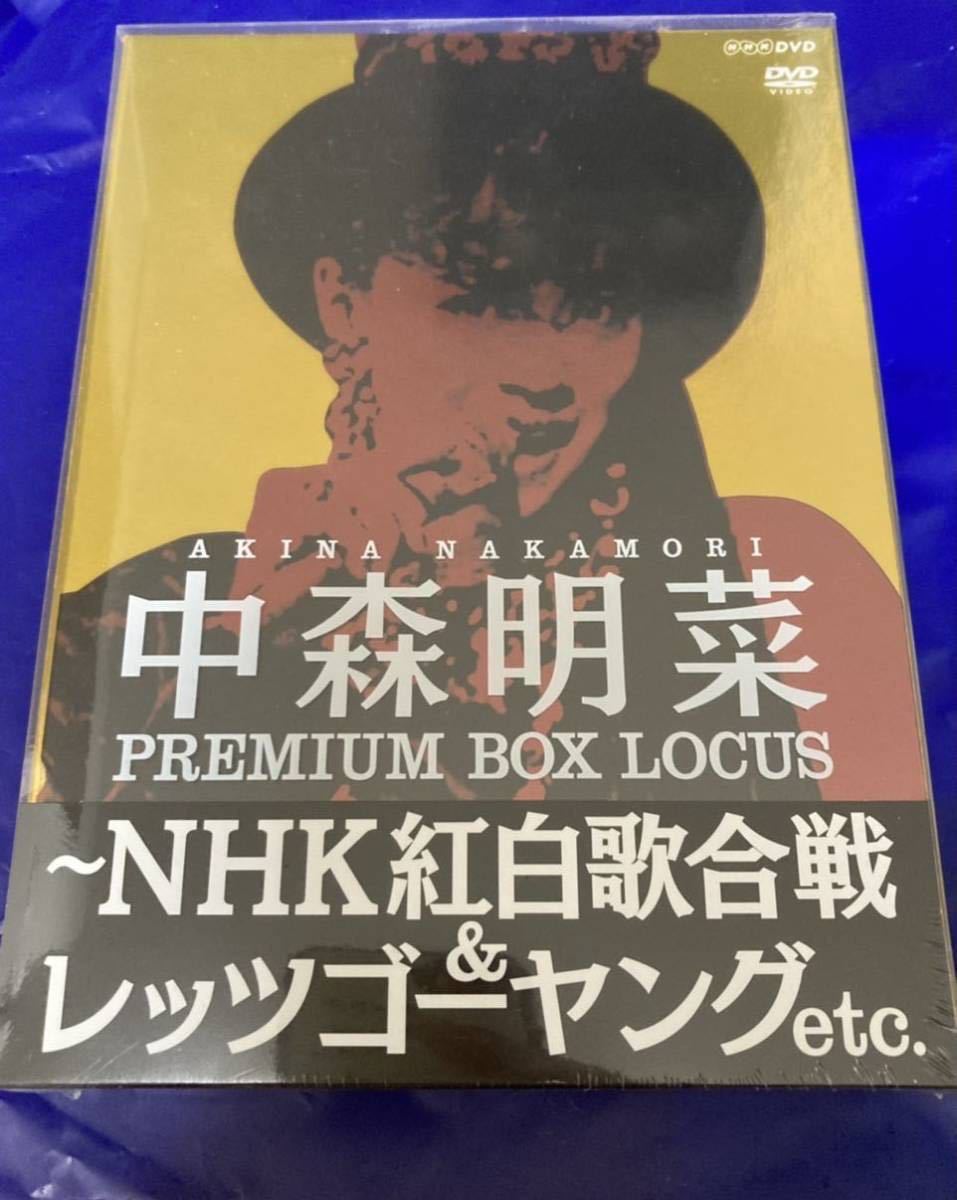 NHK DVD
DVD
VIDEO
AKINA NAKAMORI
中森明菜
PREMIUM BOX LOCUS
~NHK紅白歌合戦
&
レッツゴーヤングetc.